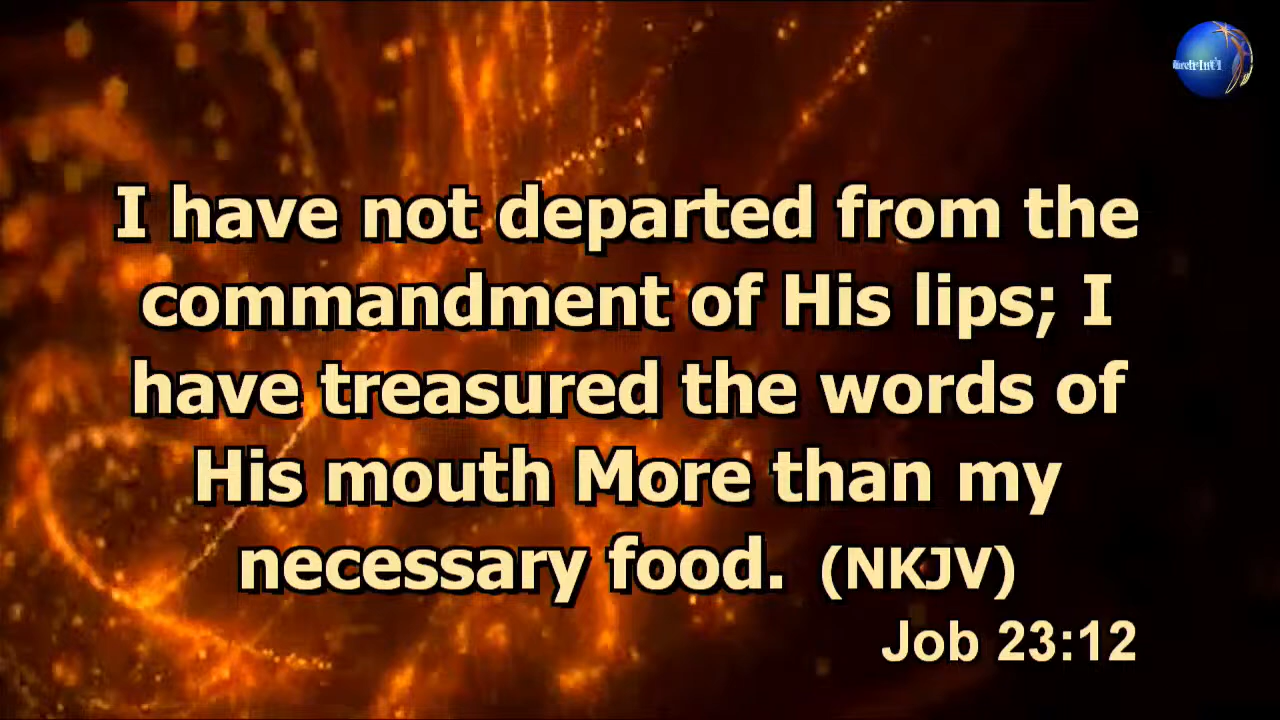 I have not departed from the
commandment of His lips; I
have treasured the words of
His mouth More than my
necessary food. (NKJV)
Job 23:12